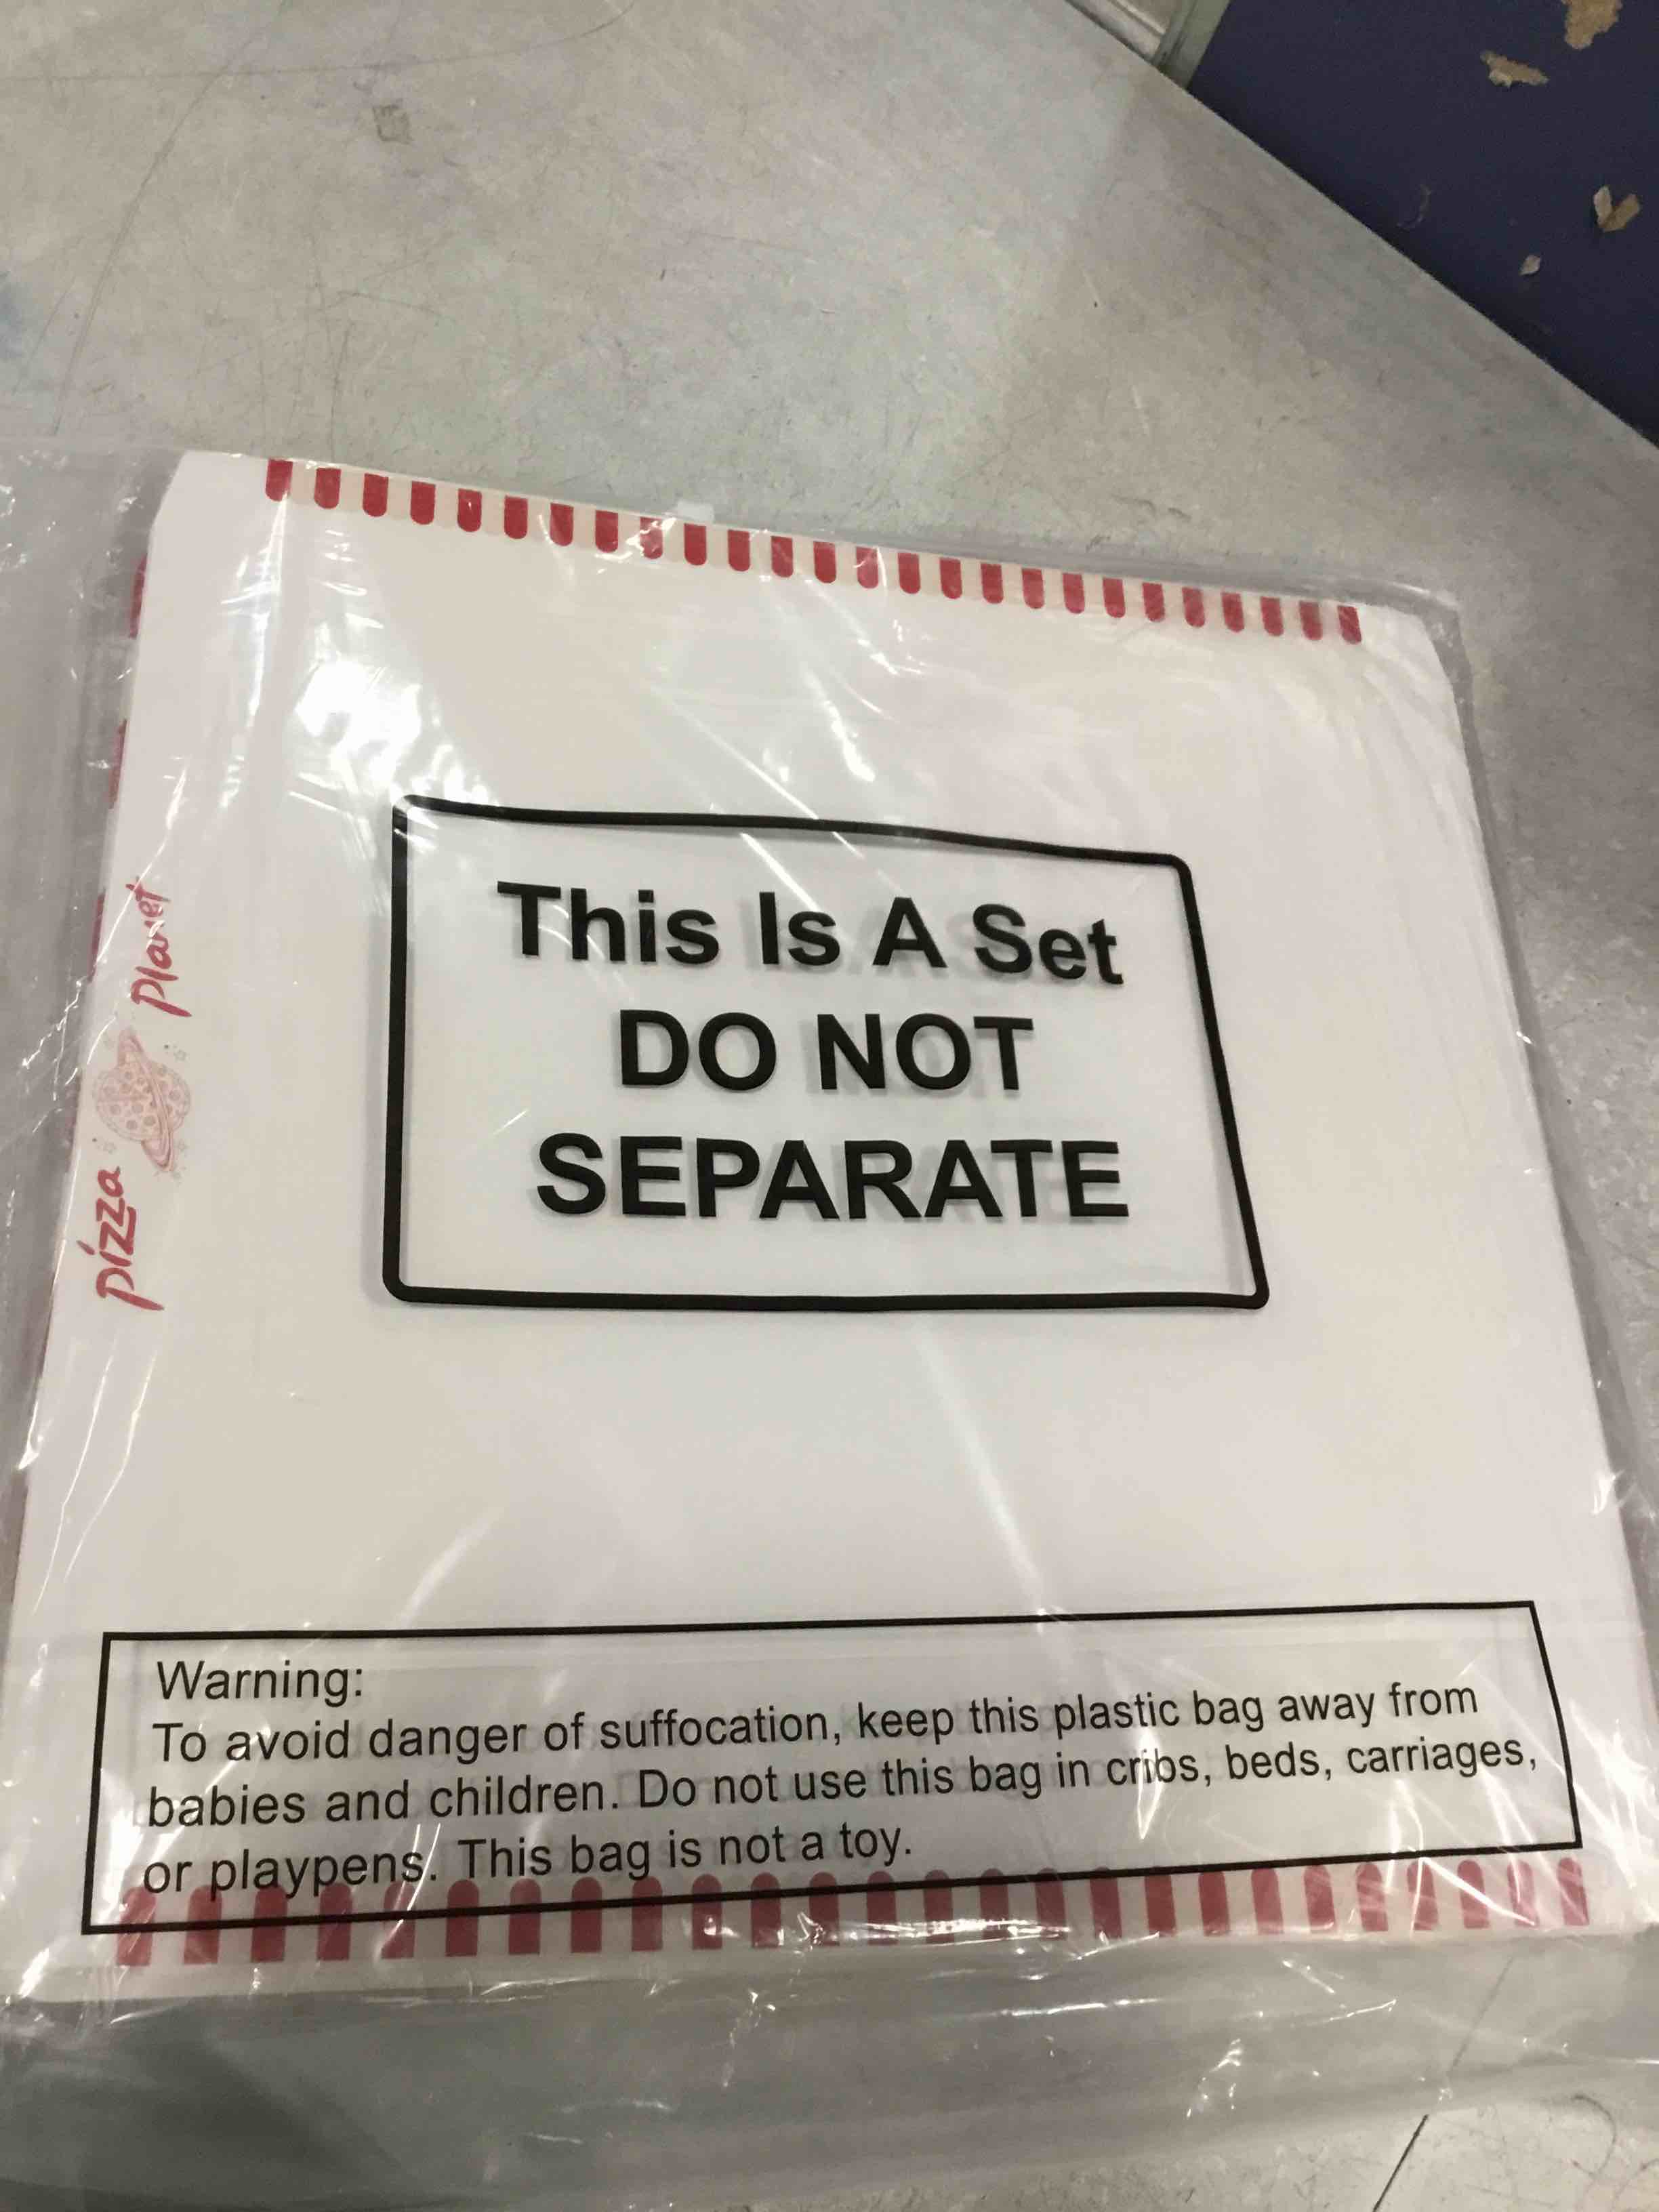 This Is A Set
DO NOT
SEPARATE
pizza Planet
Warning:
To avoid danger of suffocation, keep this plastic bag away from
babies and children. Do not use this bag in cribs, beds, carriages,
or playpens. This bag is not a toy.